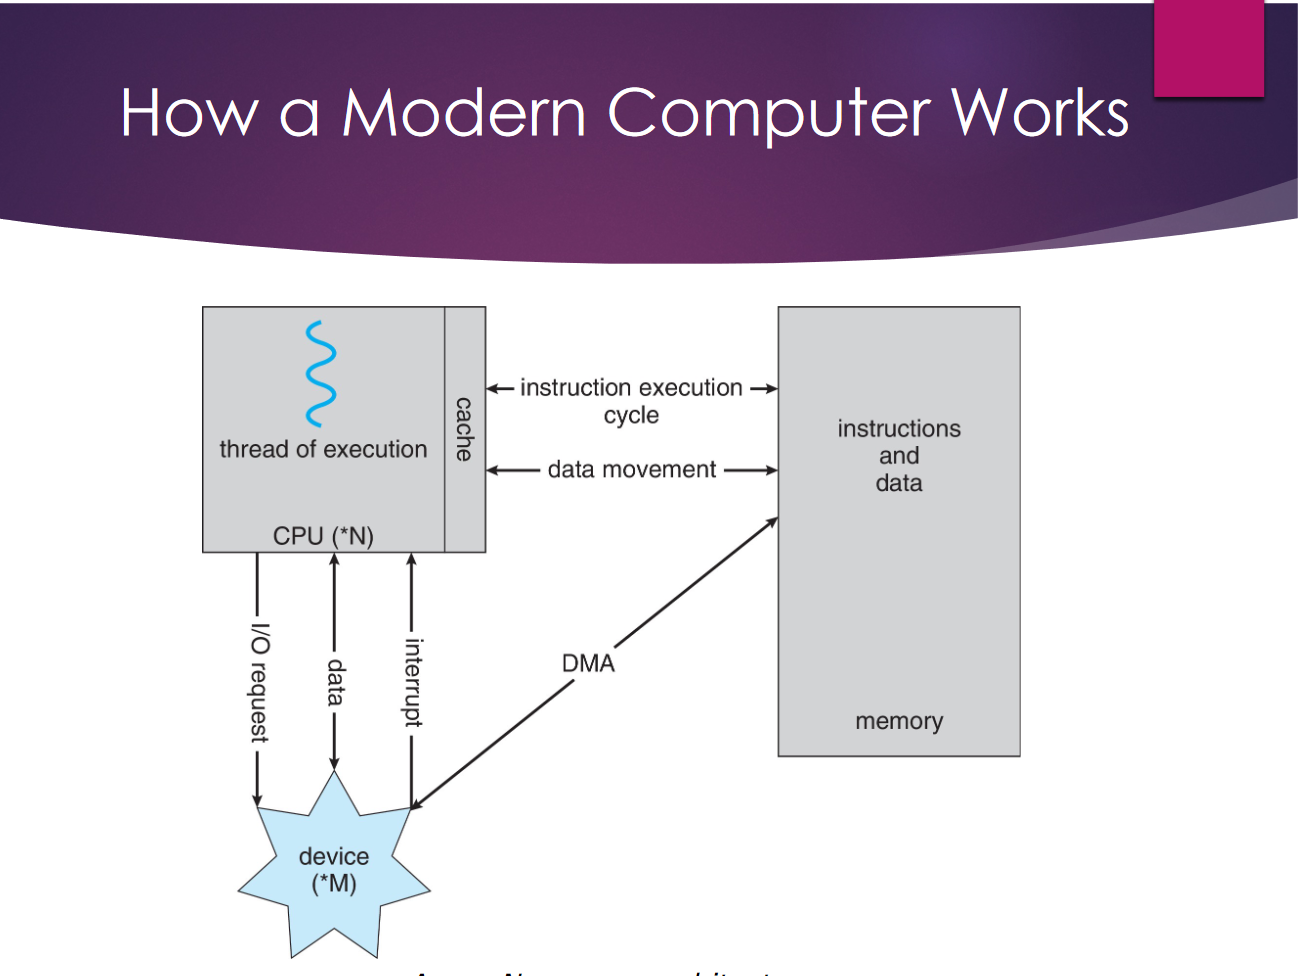 How a Modern Computer Works
thread of execution
CPU (*N)
cache
instruction execution
cycle
data movement
instructions
and
data
memory
I/O request
data
interrupt
DMA
device
(*M)